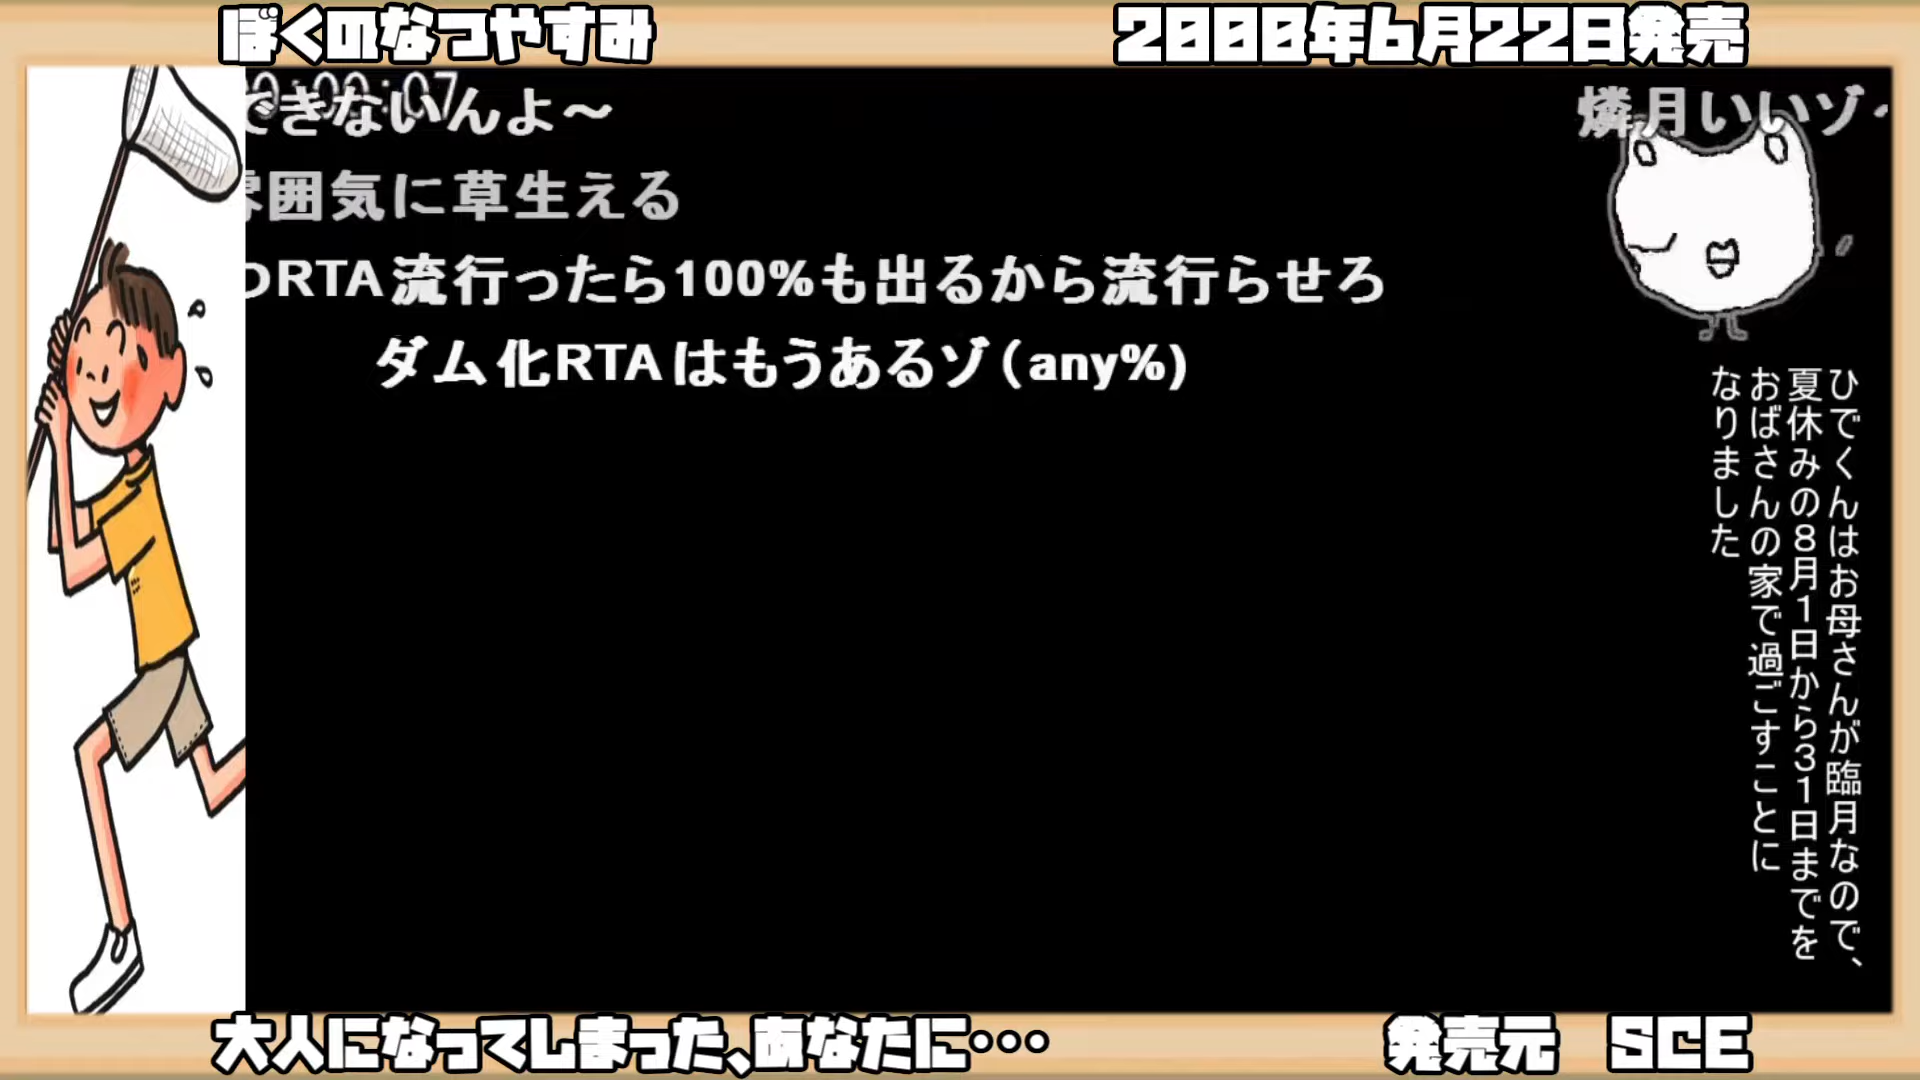 ぼくのなつやすみ
2000年6月22日発売
00:00:07
できないんよ〜
燐月いいゾ
囲気に草生える
RTA流行ったら100%も出るから流行らせろ
ダム化RTAはもうあるゾ(any%)
ひでくんはお母さんが臨月なので、
夏休みの8月1日から31日までを
おばさんの家で過ごすことに
なりました
大人になってしまった、あなたに・・・
発売元 SCE